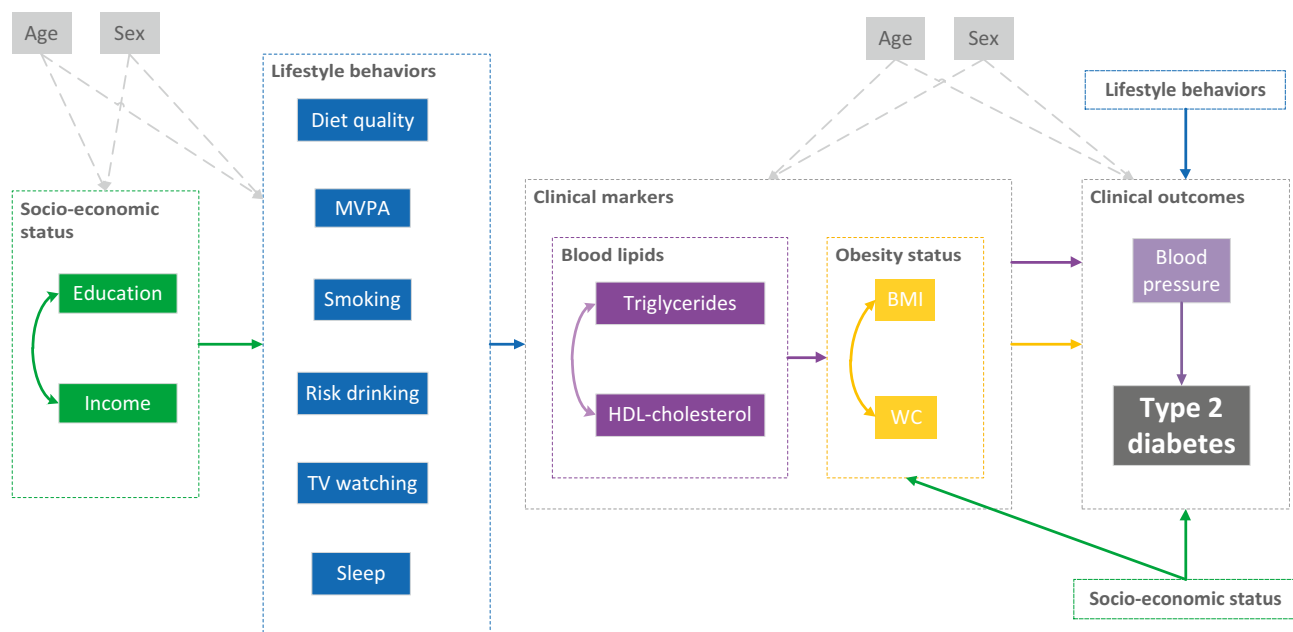 Age
Sex
Socio-economic
status
Education
Income
Lifestyle behaviors
Diet quality
MVPA
Smoking
Risk drinking
TV watching
Sleep
Age
Sex
Clinical markers
Blood lipids
Triglycerides
HDL-cholesterol
Obesity status
BMI
WC
Lifestyle behaviors
Clinical outcomes
Blood
pressure
Type 2
diabetes
Socio-economic status